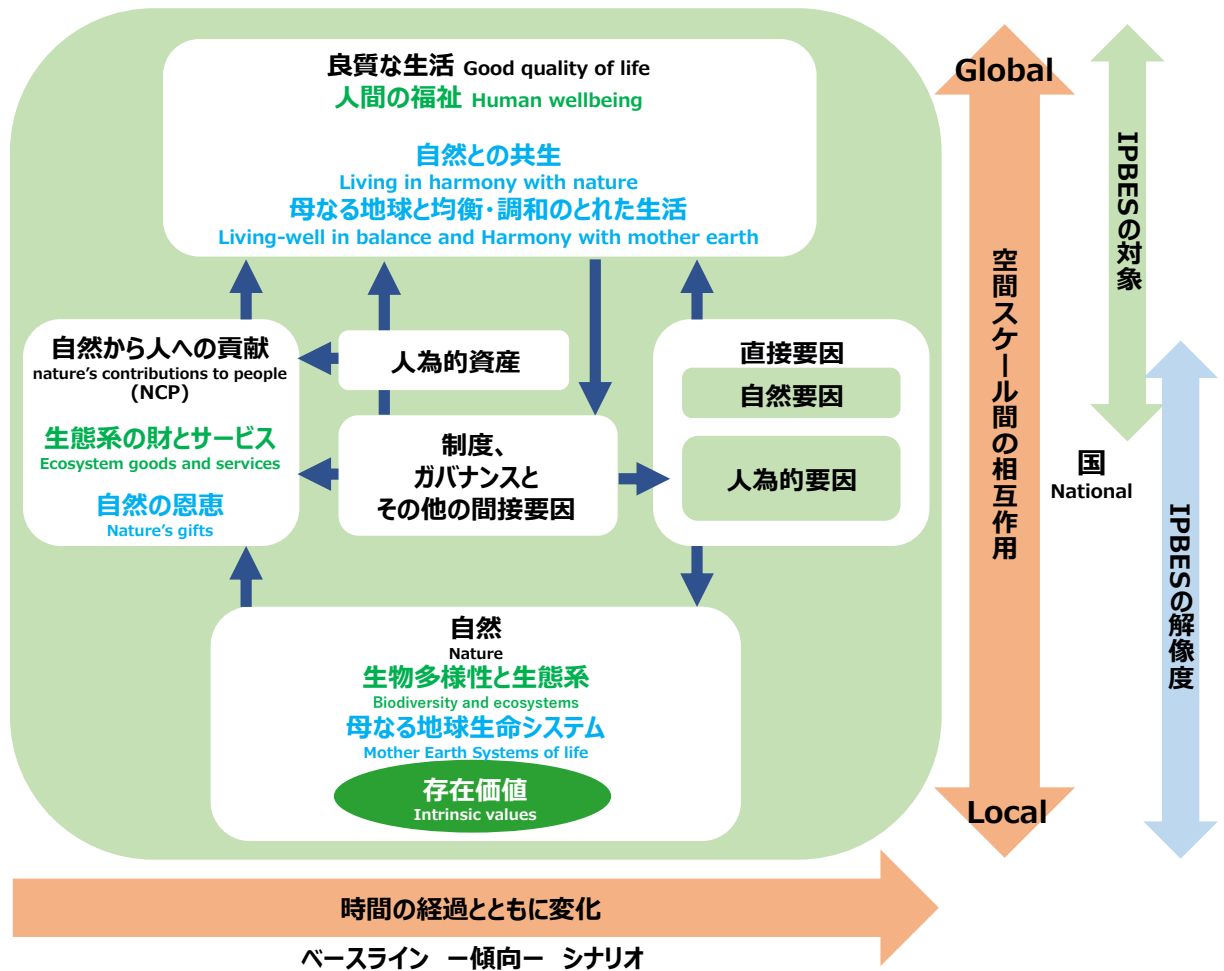 良質な生活 Good quality of life
人間の福祉 Human wellbeing
自然との共生
Living in harmony with nature
母なる地球と均衡・調和のとれた生活
Living-well in balance and Harmony with mother earth
自然から人への貢献
nature's contributions to people
(NCP)
生態系の財とサービス
Ecosystem goods and services
自然の恩恵
Nature's gifts
人為的資産
制度、
ガバナンスと
その他の間接要因
直接要因
自然要因
人為的要因
自然
Nature
生物多様性と生態系
Biodiversity and ecosystems
母なる地球生命システム
Mother Earth Systems of life
存在価値
Intrinsic values
Global
空間スケール間の相互作用
Local
IPBESの対象
国
National
IPBESの解像度
時間の経過とともに変化
ベースライン ー傾向ー シナリオ